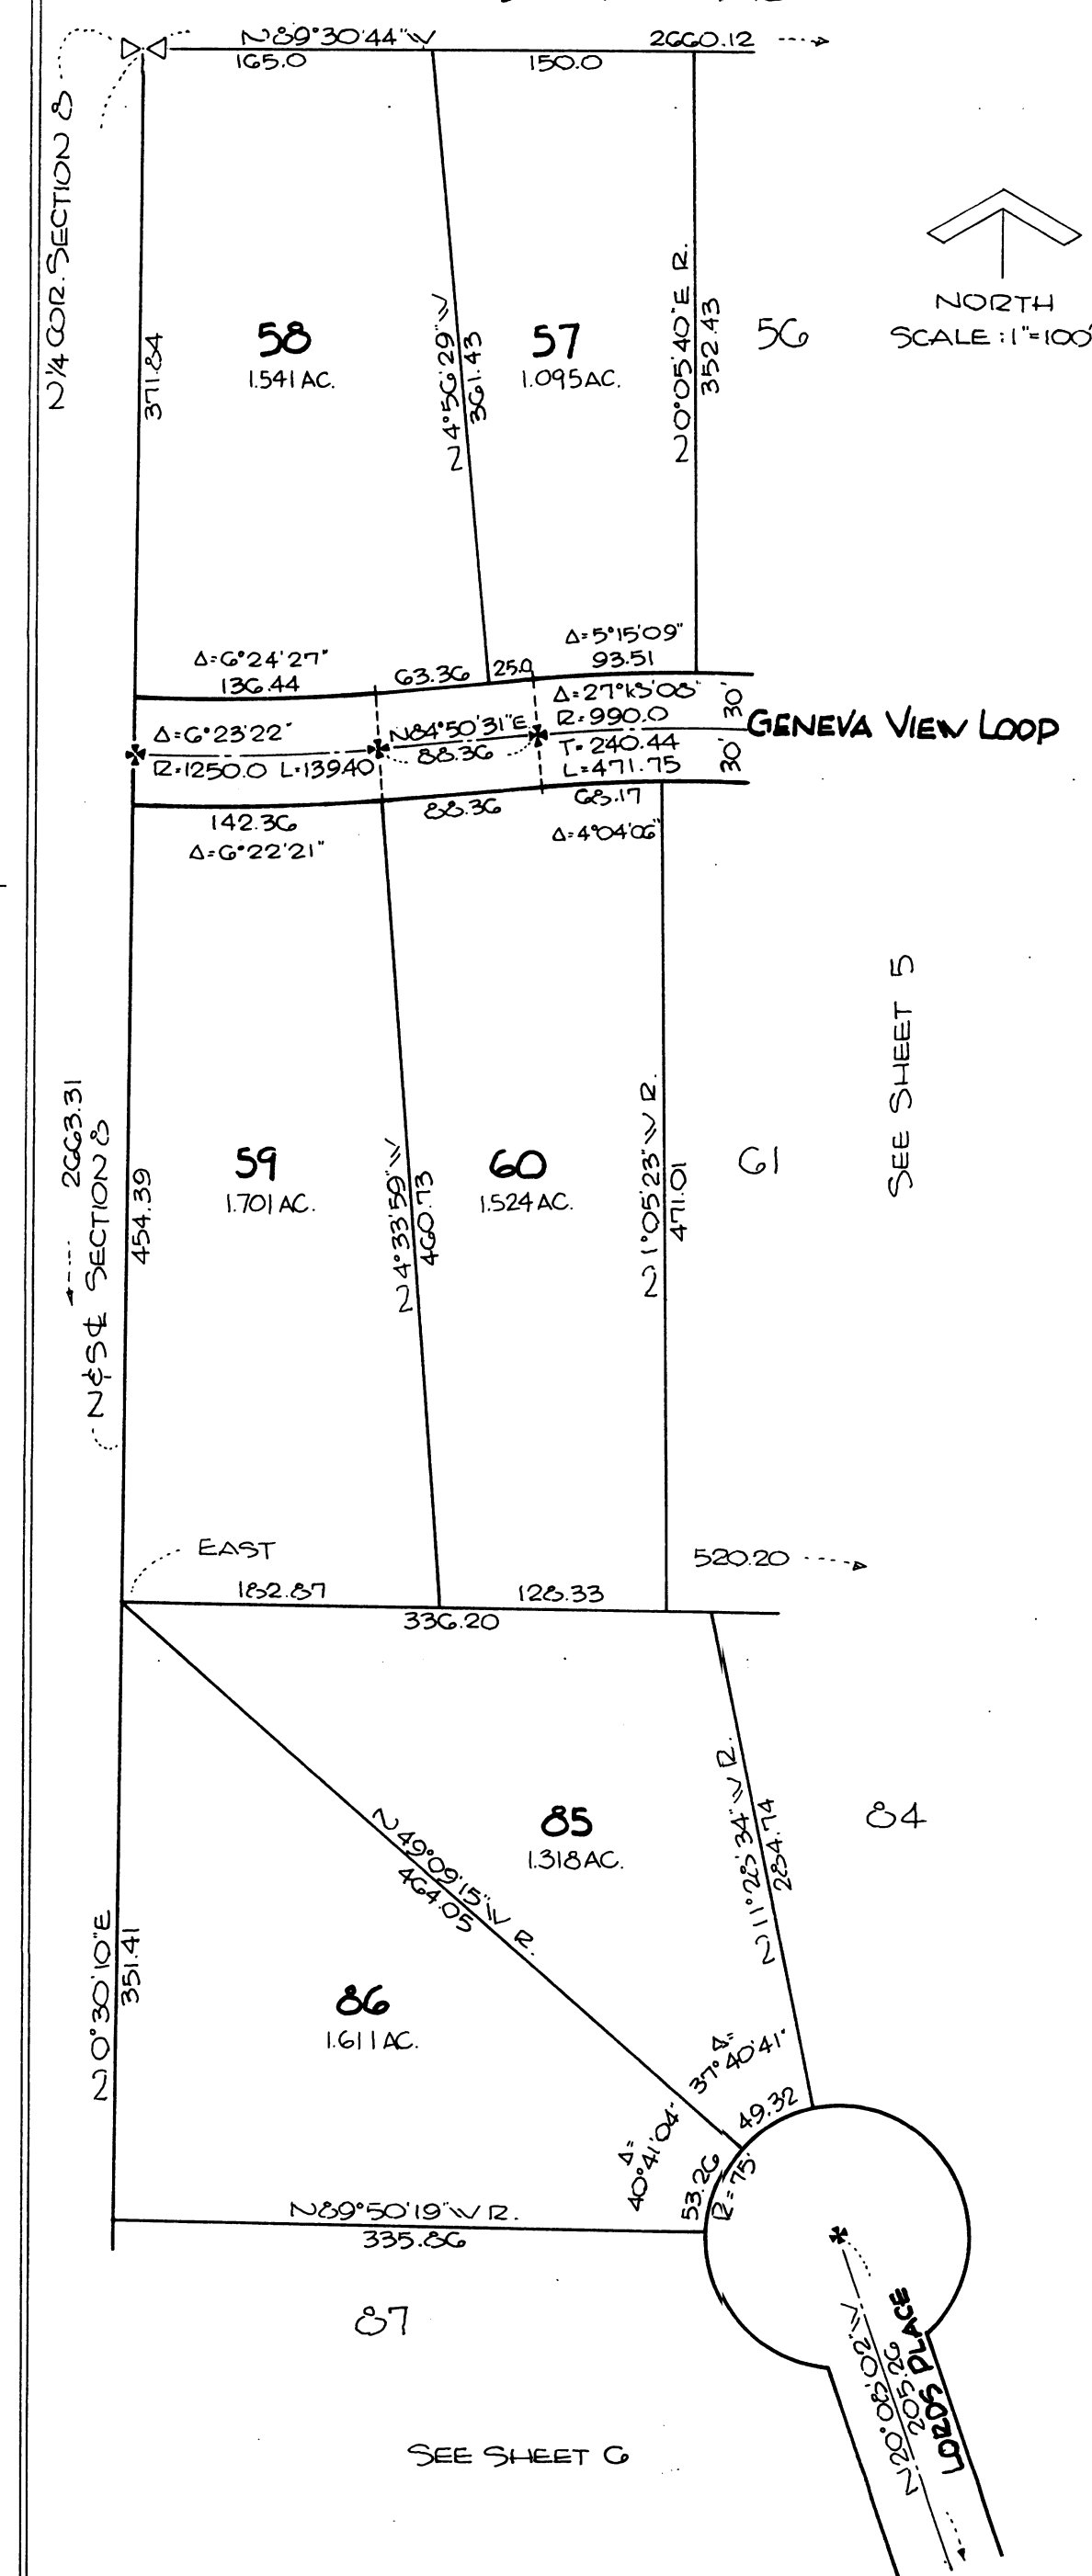 N89°30'44"W
2660.12
165.0
150.0
N 1/4 COR. SECTION 8
371.84
58
1.541 AC.
N 4°56'29" W
361.43
57
1.095 AC.
N 0°05'40" E R.
352.43
56
NORTH
SCALE : 1"=100'
Δ=6°24'27"
136.44
63.36
25.0
Δ=5°15'09"
93.51
Δ=6°23'22"
R=1250.0 L=139.40
N84°50'31"E
88.36
Δ=27°18'08"
R=990.0
T=240.44
L=471.75
30'
30'
GENEVA VIEW LOOP
142.36
Δ=6°22'21"
88.36
68.17
Δ=4°04'06"
2663.31
N & S ℄ SECTION 8
454.39
59
1.701 AC.
N 4°33'59" W
460.73
60
1.524 AC.
N 1°05'23" W R.
471.01
61
SEE SHEET 5
EAST
182.87
128.33
336.20
520.20
N 0°30'10" E
351.41
85
1.318 AC.
N 49°09'15" W R.
464.05
N 11°28'34" W R.
284.74
84
86
1.611 AC.
Δ=
37°40'41"
49.32
Δ=
40°41'04"
53.26
R=75'
N89°50'19"W R.
335.86
87
N20°08'02"W
205.26
LORDS PLACE
SEE SHEET 6